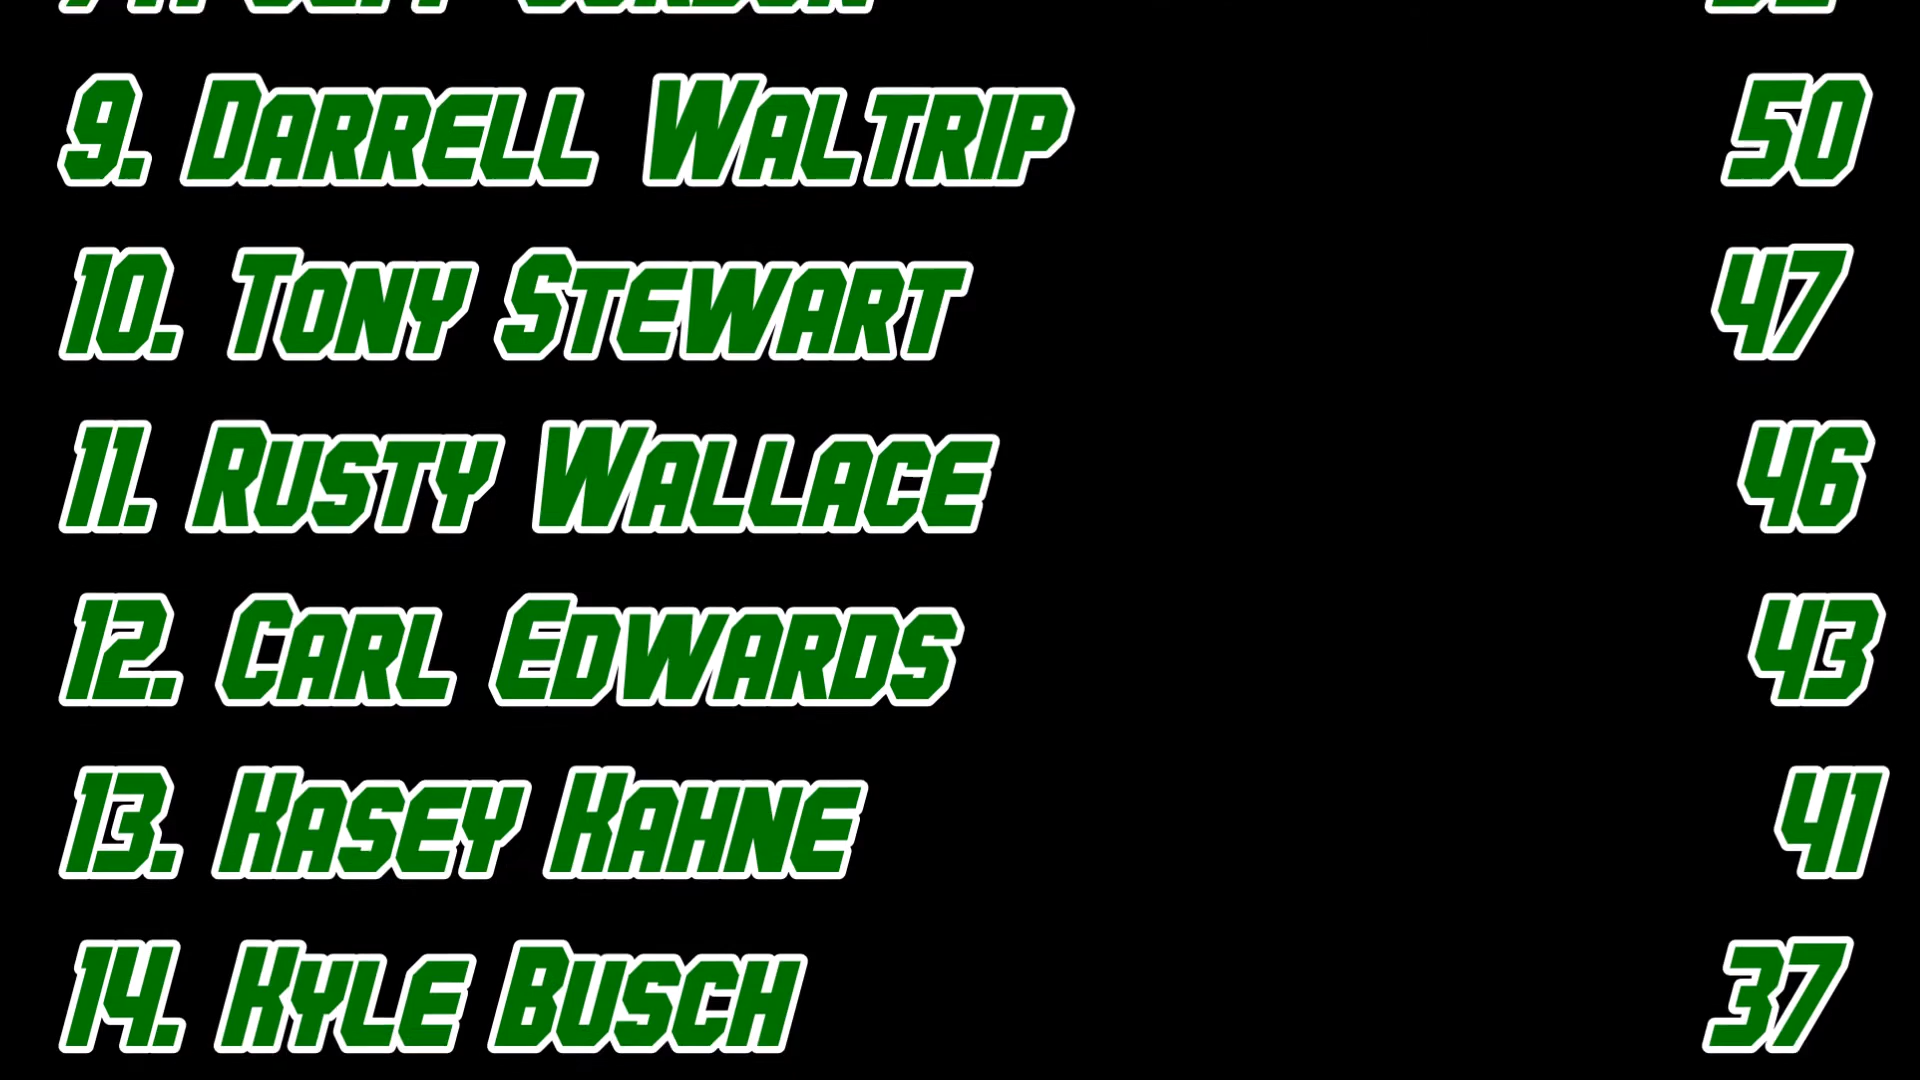 9. Darrell Waltrip 50
10. Tony Stewart 47
11. Rusty Wallace 46
12. Carl Edwards 43
13. Kasey Kahne 41
14. Kyle Busch 37